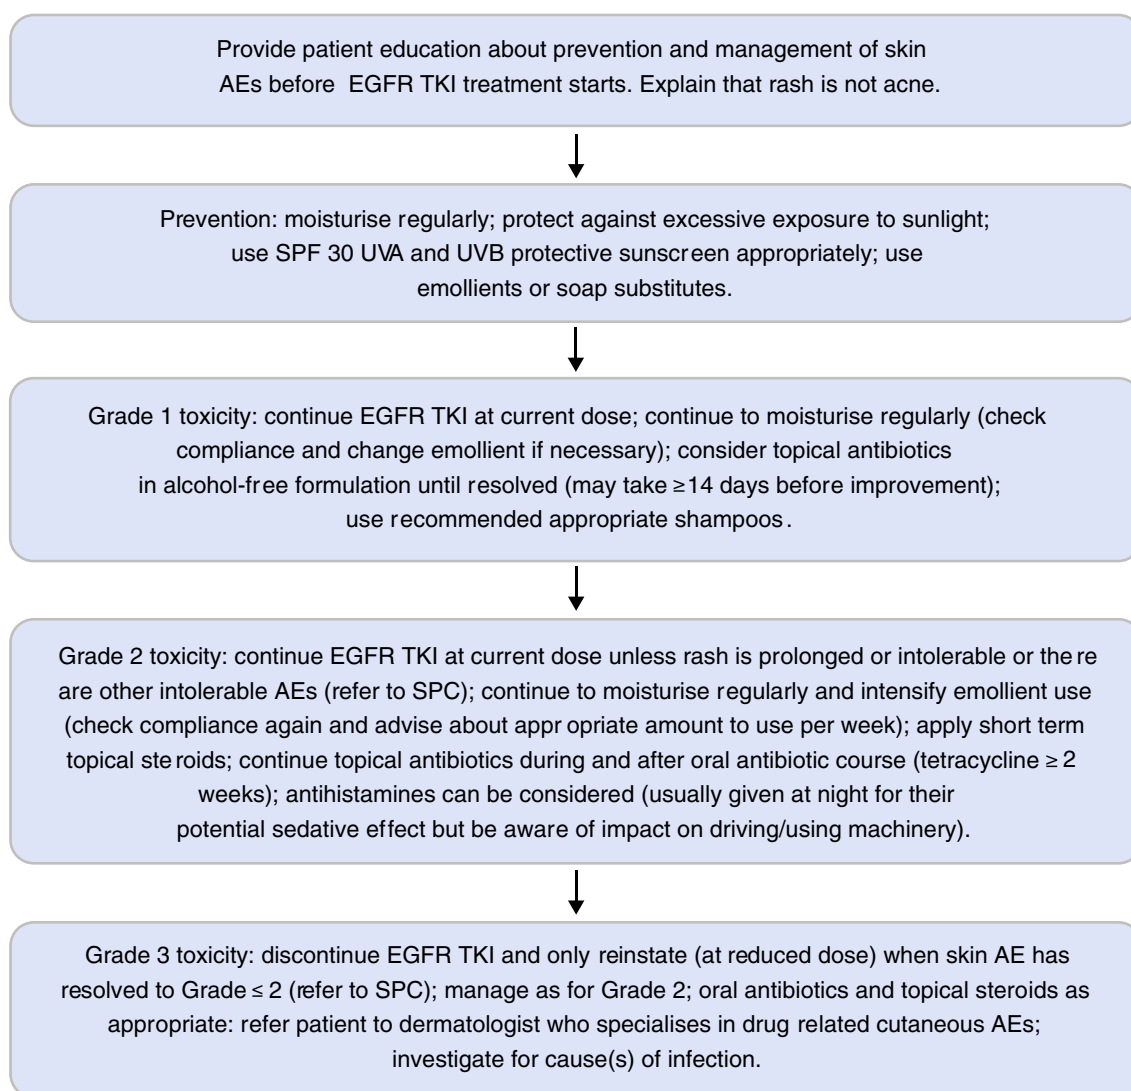 Provide patient education about prevention and management of skin
AEs before EGFR TKI treatment starts. Explain that rash is not acne.
Prevention: moisturise regularly; protect against excessive exposure to sunlight;
use SPF 30 UVA and UVB protective sunscreen appropriately; use
emollients or soap substitutes.
Grade 1 toxicity: continue EGFR TKI at current dose; continue to moisturise regularly (check
compliance and change emollient if necessary); consider topical antibiotics
in alcohol-free formulation until resolved (may take ≥14 days before improvement);
use recommended appropriate shampoos.
Grade 2 toxicity: continue EGFR TKI at current dose unless rash is prolonged or intolerable or there
are other intolerable AEs (refer to SPC); continue to moisturise regularly and intensify emollient use
(check compliance again and advise about appropriate amount to use per week); apply short term
topical steroids; continue topical antibiotics during and after oral antibiotic course (tetracycline ≥ 2
weeks); antihistamines can be considered (usually given at night for their
potential sedative effect but be aware of impact on driving/using machinery).
Grade 3 toxicity: discontinue EGFR TKI and only reinstate (at reduced dose) when skin AE has
resolved to Grade ≤ 2 (refer to SPC); manage as for Grade 2; oral antibiotics and topical steroids as
appropriate: refer patient to dermatologist who specialises in drug related cutaneous AEs;
investigate for cause(s) of infection.